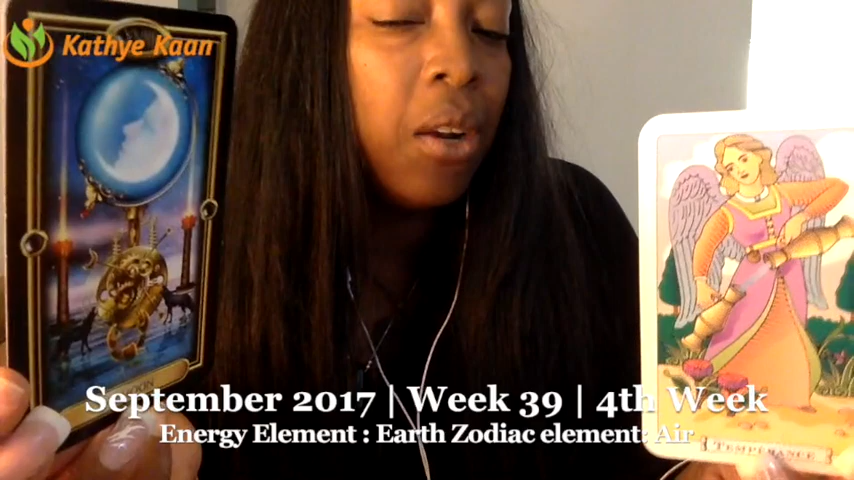 Kathye Kaan
September 2017 | Week 39 | 4th Week
Energy Element : Earth Zodiac element: Air
TEMPERANCE